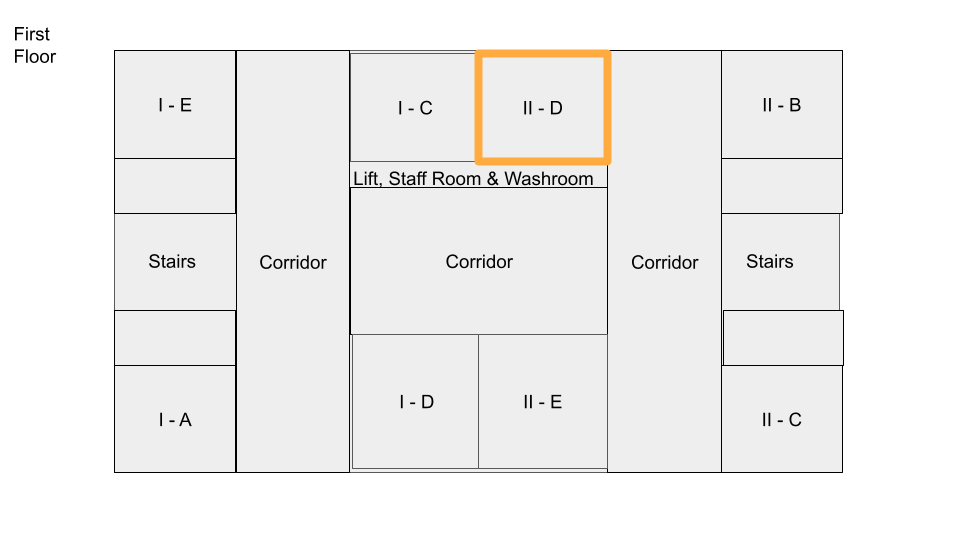 First
Floor
I - E
I - C
II - D
II - B
Lift, Staff Room & Washroom
Stairs
Corridor
Corridor
Corridor
Stairs
I - D
II - E
I - A
II - C